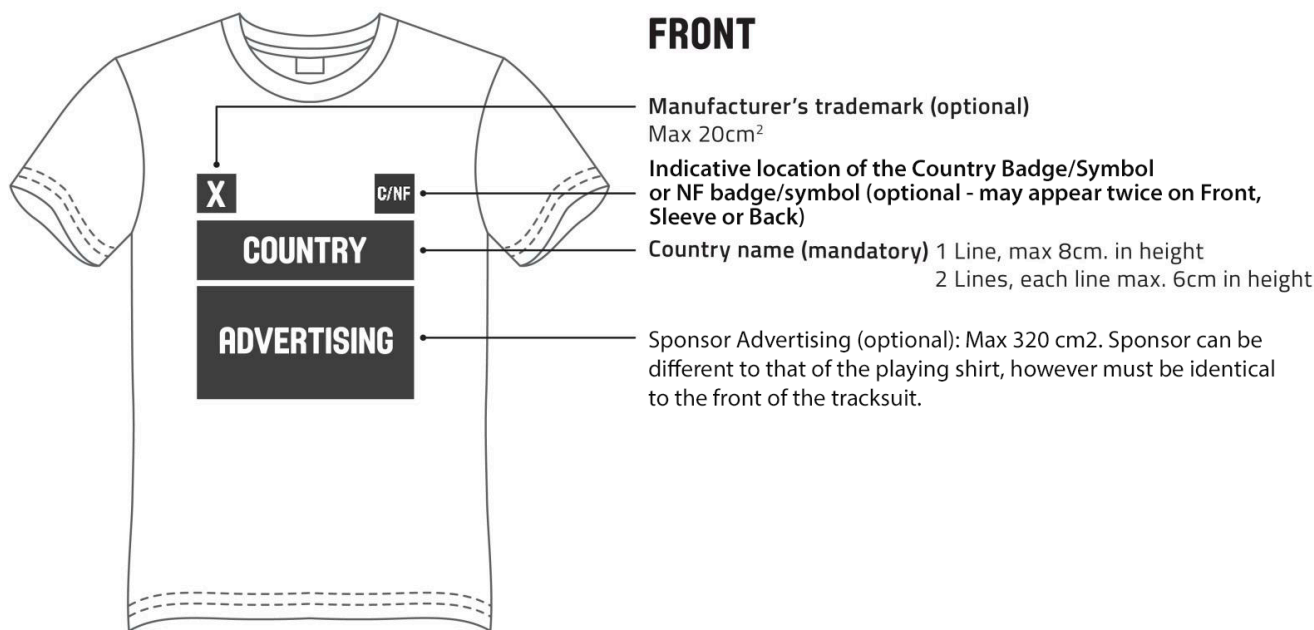 FRONT
Manufacturer's trademark (optional)
Max 20cm²
Indicative location of the Country Badge/Symbol
or NF badge/symbol (optional - may appear twice on Front,
Sleeve or Back)
X
C/NF
Country name (mandatory) 1 Line, max 8cm. in height
2 Lines, each line max. 6cm in height
COUNTRY
ADVERTISING
Sponsor Advertising (optional): Max 320 cm2. Sponsor can be
different to that of the playing shirt, however must be identical
to the front of the tracksuit.